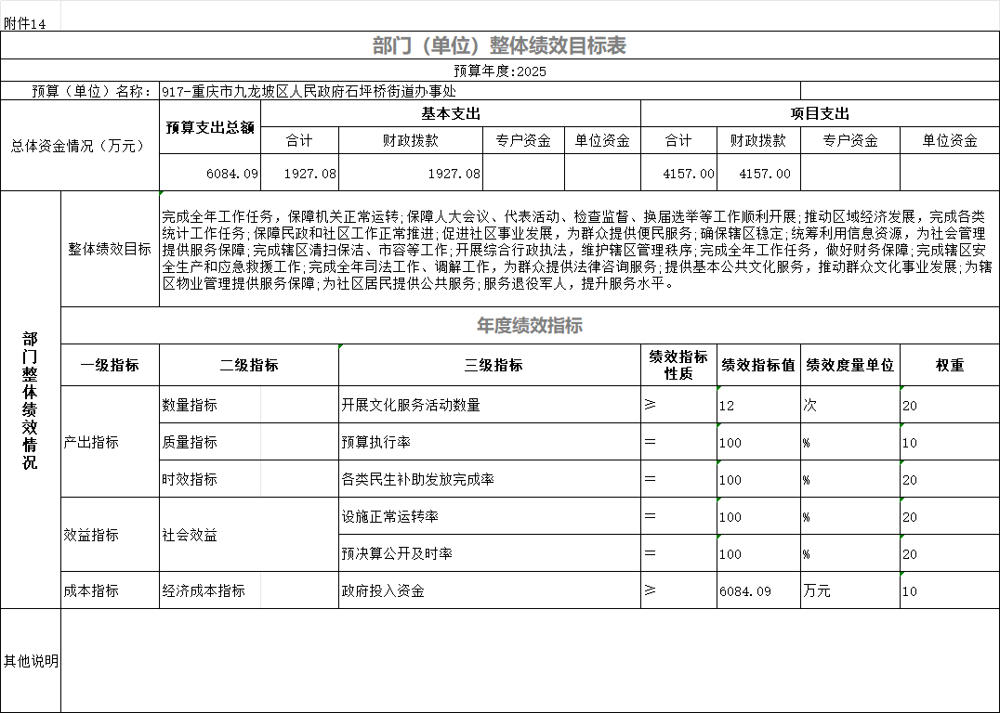 附件14
部门（单位）整体绩效目标表
预算年度:2025
预算（单位）名称： 917-重庆市九龙坡区人民政府石坪桥街道办事处
总体资金情况（万元） 预算支出总额 基本支出 项目支出
合计 财政拨款 专户资金 单位资金 合计 财政拨款 专户资金 单位资金
6084.09 1927.08 1927.08 4157.00 4157.00
部门整体绩效情况
整体绩效目标
完成全年工作任务，保障机关正常运转;保障人大会议、代表活动、检查监督、换届选举等工作顺利开展;推动区域经济发展，完成各类
统计工作任务;保障民政和社区工作正常推进;促进社区事业发展，为群众提供便民服务;确保辖区稳定;统筹利用信息资源，为社会管理
提供服务保障;完成辖区清扫保洁、市容等工作;开展综合行政执法，维护辖区管理秩序;完成全年工作任务，做好财务保障;完成辖区安
全生产和应急救援工作;完成全年司法工作、调解工作，为群众提供法律咨询服务;提供基本公共文化服务，推动群众文化事业发展;为辖
区物业管理提供服务保障;为社区居民提供公共服务;服务退役军人，提升服务水平。
年度绩效指标
一级指标 二级指标 三级指标 绩效指标性质 绩效指标值 绩效度量单位 权重
产出指标 数量指标 开展文化服务活动数量 ≥ 12 次 20
质量指标 预算执行率 ＝ 100 % 10
时效指标 各类民生补助发放完成率 ＝ 100 % 20
效益指标 社会效益 设施正常运转率 ＝ 100 % 20
预决算公开及时率 ＝ 100 % 20
成本指标 经济成本指标 政府投入资金 ≥ 6084.09 万元 10
其他说明